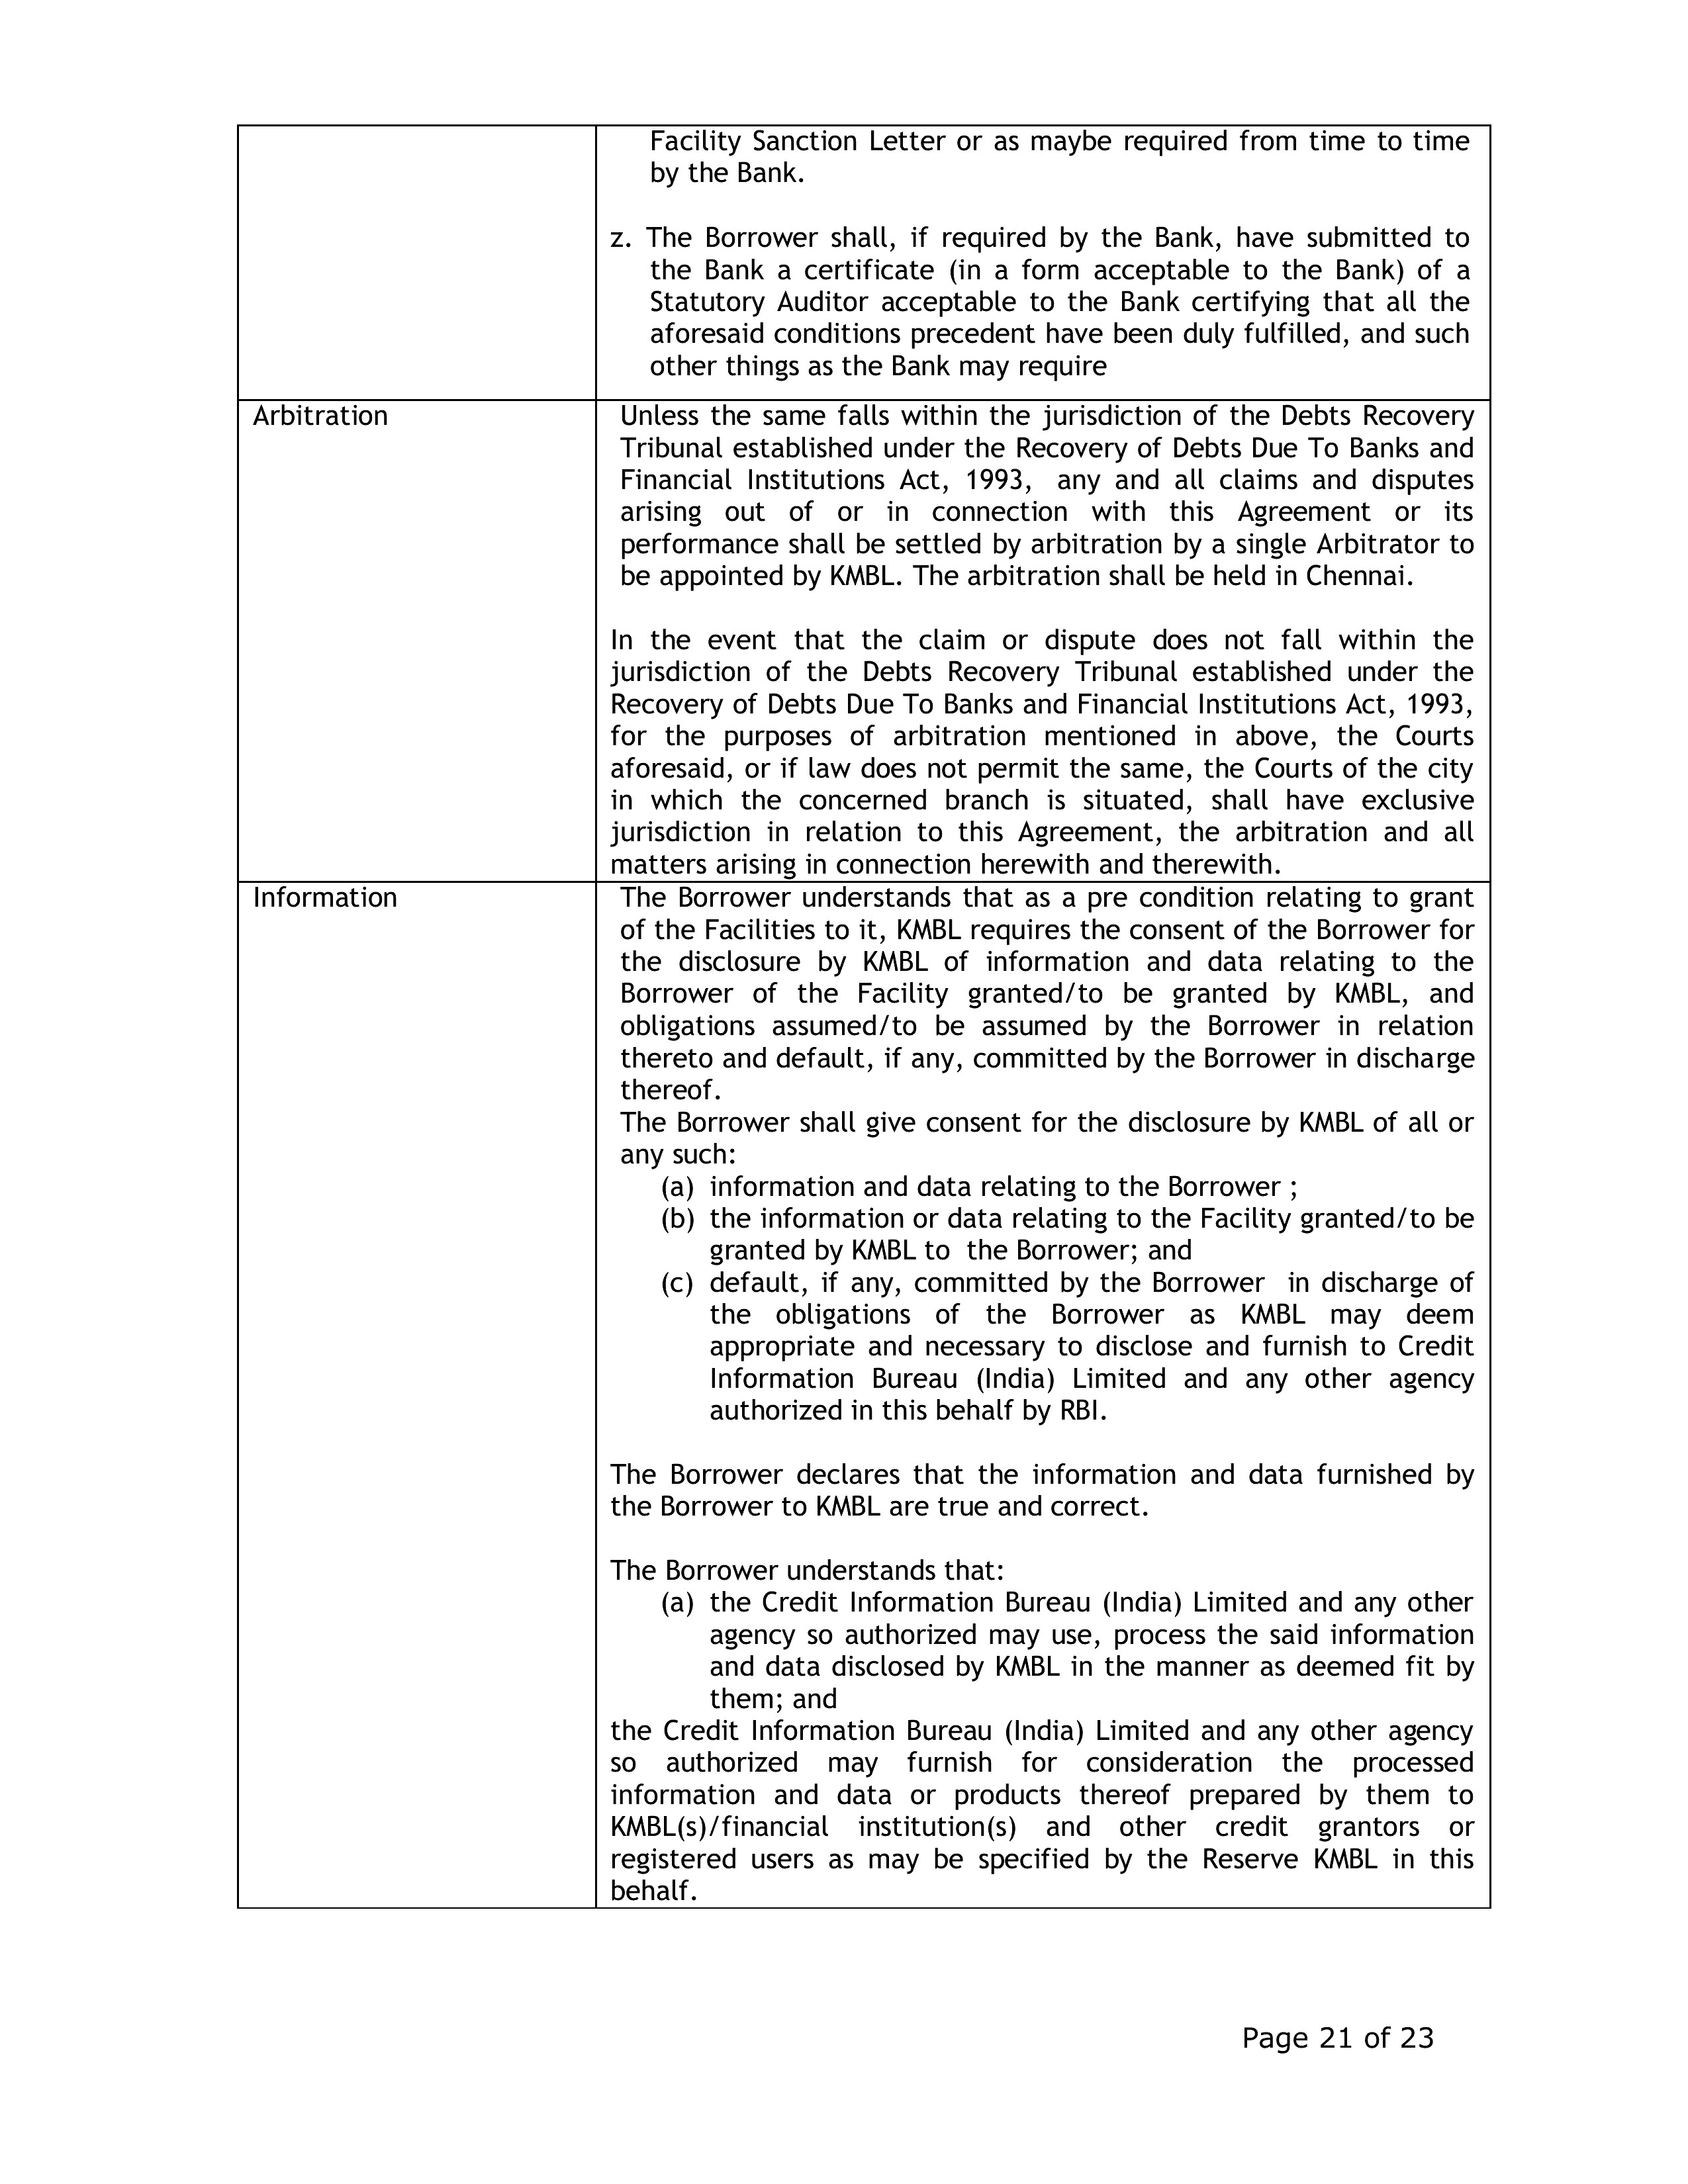 Facility Sanction Letter or as maybe required from time to time
by the Bank.
z. The Borrower shall, if required by the Bank, have submitted to
the Bank a certificate (in a form acceptable to the Bank) of a
Statutory Auditor acceptable to the Bank certifying that all the
aforesaid conditions precedent have been duly fulfilled, and such
other things as the Bank may require
Arbitration
Unless the same falls within the jurisdiction of the Debts Recovery
Tribunal established under the Recovery of Debts Due To Banks and
Financial Institutions Act, 1993, any and all claims and disputes
arising out of or in connection with this Agreement or its
performance shall be settled by arbitration by a single Arbitrator to
be appointed by KMBL. The arbitration shall be held in Chennai.
In the event that the claim or dispute does not fall within the
jurisdiction of the Debts Recovery Tribunal established under the
Recovery of Debts Due To Banks and Financial Institutions Act, 1993,
for the purposes of arbitration mentioned in above, the Courts
aforesaid, or if law does not permit the same, the Courts of the city
in which the concerned branch is situated, shall have exclusive
jurisdiction in relation to this Agreement, the arbitration and all
matters arising in connection herewith and therewith.
Information
The Borrower understands that as a pre condition relating to grant
of the Facilities to it, KMBL requires the consent of the Borrower for
the disclosure by KMBL of information and data relating to the
Borrower of the Facility granted/to be granted by KMBL, and
obligations assumed/to be assumed by the Borrower in relation
thereto and default, if any, committed by the Borrower in discharge
thereof.
The Borrower shall give consent for the disclosure by KMBL of all or
any such:
(a) information and data relating to the Borrower ;
(b) the information or data relating to the Facility granted/to be
granted by KMBL to the Borrower; and
(c) default, if any, committed by the Borrower in discharge of
the obligations of the Borrower as KMBL may deem
appropriate and necessary to disclose and furnish to Credit
Information Bureau (India) Limited and any other agency
authorized in this behalf by RBI.
The Borrower declares that the information and data furnished by
the Borrower to KMBL are true and correct.
The Borrower understands that:
(a) the Credit Information Bureau (India) Limited and any other
agency so authorized may use, process the said information
and data disclosed by KMBL in the manner as deemed fit by
them; and
the Credit Information Bureau (India) Limited and any other agency
so authorized may furnish for consideration the processed
information and data or products thereof prepared by them to
KMBL(s)/financial institution(s) and other credit grantors or
registered users as may be specified by the Reserve KMBL in this
behalf.
Page 21 of 23